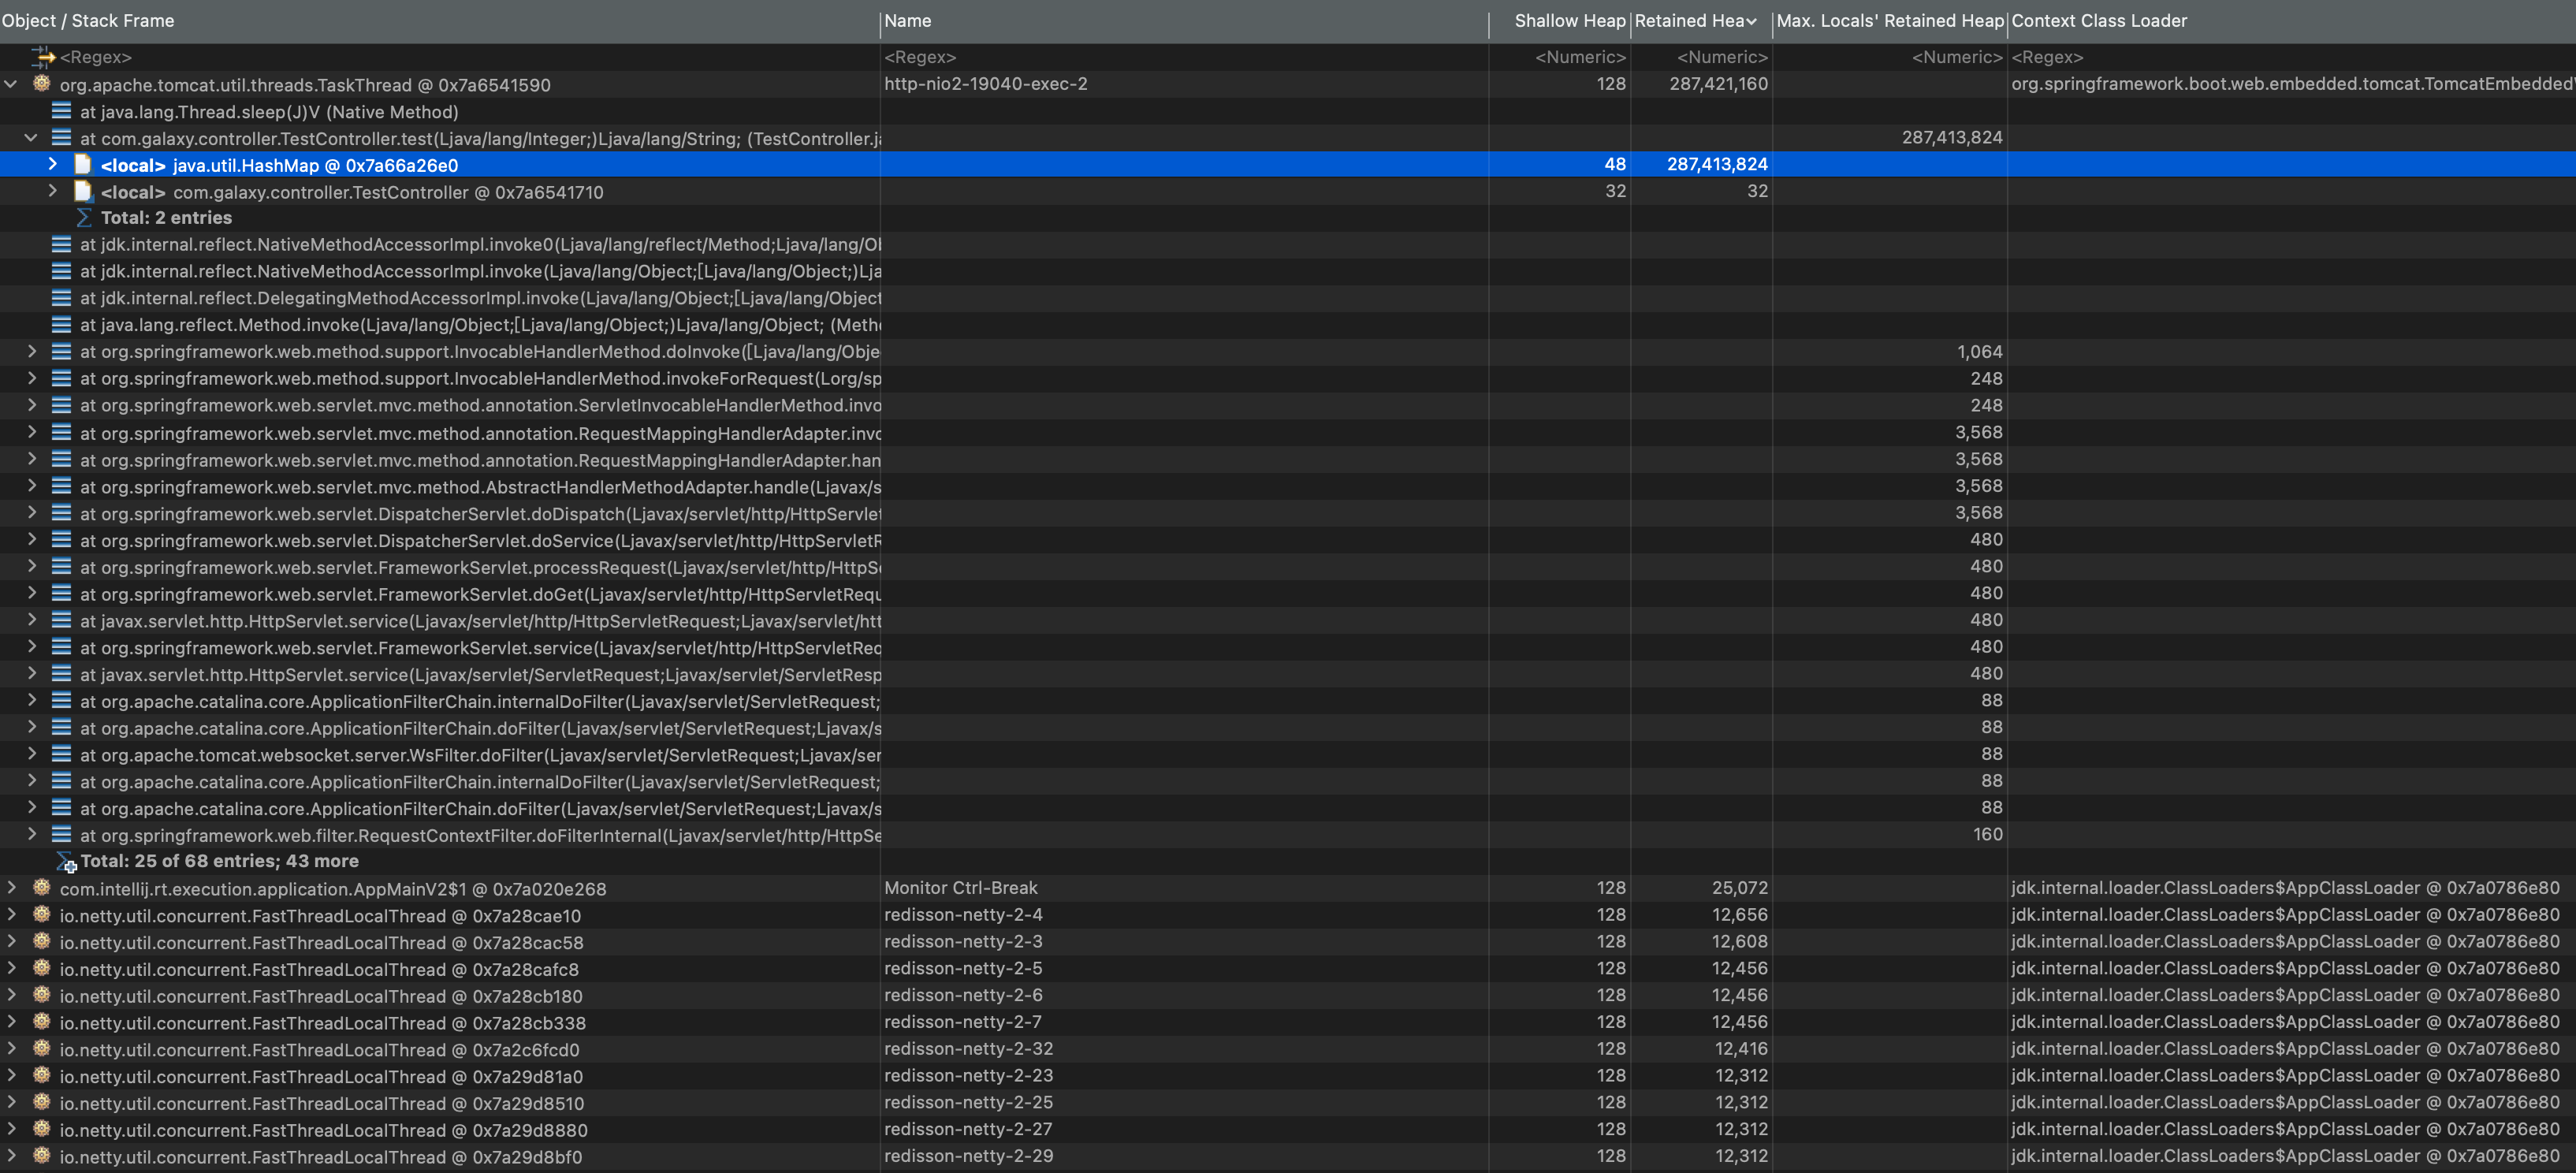 Object / Stack Frame Name Shallow Heap Retained Hea Max. Locals' Retained Heap Context Class Loader
<Regex> <Regex> <Numeric> <Numeric> <Numeric> <Regex>
org.apache.tomcat.util.threads.TaskThread @ 0x7a6541590 http-nio2-19040-exec-2 128 287,421,160 org.springframework.boot.web.embedded.tomcat.TomcatEmbedded
at java.lang.Thread.sleep(J)V (Native Method)
at com.galaxy.controller.TestController.test(Ljava/lang/Integer;)Ljava/lang/String; (TestController.j 287,413,824
<local> java.util.HashMap @ 0x7a66a26e0 48 287,413,824
<local> com.galaxy.controller.TestController @ 0x7a6541710 32 32
Total: 2 entries
at jdk.internal.reflect.NativeMethodAccessorImpl.invoke0(Ljava/lang/reflect/Method;Ljava/lang/Ob
at jdk.internal.reflect.NativeMethodAccessorImpl.invoke(Ljava/lang/Object;[Ljava/lang/Object;)Lja
at jdk.internal.reflect.DelegatingMethodAccessorImpl.invoke(Ljava/lang/Object;[Ljava/lang/Object
at java.lang.reflect.Method.invoke(Ljava/lang/Object;[Ljava/lang/Object;)Ljava/lang/Object; (Meth
at org.springframework.web.method.support.InvocableHandlerMethod.doInvoke([Ljava/lang/Obje 1,064
at org.springframework.web.method.support.InvocableHandlerMethod.invokeForRequest(Lorg/sp 248
at org.springframework.web.servlet.mvc.method.annotation.ServletInvocableHandlerMethod.invo 248
at org.springframework.web.servlet.mvc.method.annotation.RequestMappingHandlerAdapter.invo 3,568
at org.springframework.web.servlet.mvc.method.annotation.RequestMappingHandlerAdapter.han 3,568
at org.springframework.web.servlet.mvc.method.AbstractHandlerMethodAdapter.handle(Ljavax/s 3,568
at org.springframework.web.servlet.DispatcherServlet.doDispatch(Ljavax/servlet/http/HttpServlet 3,568
at org.springframework.web.servlet.DispatcherServlet.doService(Ljavax/servlet/http/HttpServletR 480
at org.springframework.web.servlet.FrameworkServlet.processRequest(Ljavax/servlet/http/HttpS 480
at org.springframework.web.servlet.FrameworkServlet.doGet(Ljavax/servlet/http/HttpServletRequ 480
at javax.servlet.http.HttpServlet.service(Ljavax/servlet/http/HttpServletRequest;Ljavax/servlet/htt 480
at org.springframework.web.servlet.FrameworkServlet.service(Ljavax/servlet/http/HttpServletRec 480
at javax.servlet.http.HttpServlet.service(Ljavax/servlet/ServletRequest;Ljavax/servlet/ServletResp 480
at org.apache.catalina.core.ApplicationFilterChain.internalDoFilter(Ljavax/servlet/ServletRequest; 88
at org.apache.catalina.core.ApplicationFilterChain.doFilter(Ljavax/servlet/ServletRequest;Ljavax/s 88
at org.apache.tomcat.websocket.server.WsFilter.doFilter(Ljavax/servlet/ServletRequest;Ljavax/ser 88
at org.apache.catalina.core.ApplicationFilterChain.internalDoFilter(Ljavax/servlet/ServletRequest; 88
at org.apache.catalina.core.ApplicationFilterChain.doFilter(Ljavax/servlet/ServletRequest;Ljavax/s 88
at org.springframework.web.filter.RequestContextFilter.doFilterInternal(Ljavax/servlet/http/HttpSe 160
Total: 25 of 68 entries; 43 more
com.intellij.rt.execution.application.AppMainV2$1 @ 0x7a020e268 Monitor Ctrl-Break 128 25,072 jdk.internal.loader.ClassLoaders$AppClassLoader @ 0x7a0786e80
io.netty.util.concurrent.FastThreadLocalThread @ 0x7a28cae10 redisson-netty-2-4 128 12,656 jdk.internal.loader.ClassLoaders$AppClassLoader @ 0x7a0786e80
io.netty.util.concurrent.FastThreadLocalThread @ 0x7a28cac58 redisson-netty-2-3 128 12,608 jdk.internal.loader.ClassLoaders$AppClassLoader @ 0x7a0786e80
io.netty.util.concurrent.FastThreadLocalThread @ 0x7a28cafc8 redisson-netty-2-5 128 12,456 jdk.internal.loader.ClassLoaders$AppClassLoader @ 0x7a0786e80
io.netty.util.concurrent.FastThreadLocalThread @ 0x7a28cb180 redisson-netty-2-6 128 12,456 jdk.internal.loader.ClassLoaders$AppClassLoader @ 0x7a0786e80
io.netty.util.concurrent.FastThreadLocalThread @ 0x7a28cb338 redisson-netty-2-7 128 12,456 jdk.internal.loader.ClassLoaders$AppClassLoader @ 0x7a0786e80
io.netty.util.concurrent.FastThreadLocalThread @ 0x7a2c6fcd0 redisson-netty-2-32 128 12,416 jdk.internal.loader.ClassLoaders$AppClassLoader @ 0x7a0786e80
io.netty.util.concurrent.FastThreadLocalThread @ 0x7a29d81a0 redisson-netty-2-23 128 12,312 jdk.internal.loader.ClassLoaders$AppClassLoader @ 0x7a0786e80
io.netty.util.concurrent.FastThreadLocalThread @ 0x7a29d8510 redisson-netty-2-25 128 12,312 jdk.internal.loader.ClassLoaders$AppClassLoader @ 0x7a0786e80
io.netty.util.concurrent.FastThreadLocalThread @ 0x7a29d8880 redisson-netty-2-27 128 12,312 jdk.internal.loader.ClassLoaders$AppClassLoader @ 0x7a0786e80
io.netty.util.concurrent.FastThreadLocalThread @ 0x7a29d8bf0 redisson-netty-2-29 128 12,312 jdk.internal.loader.ClassLoaders$AppClassLoader @ 0x7a0786e80